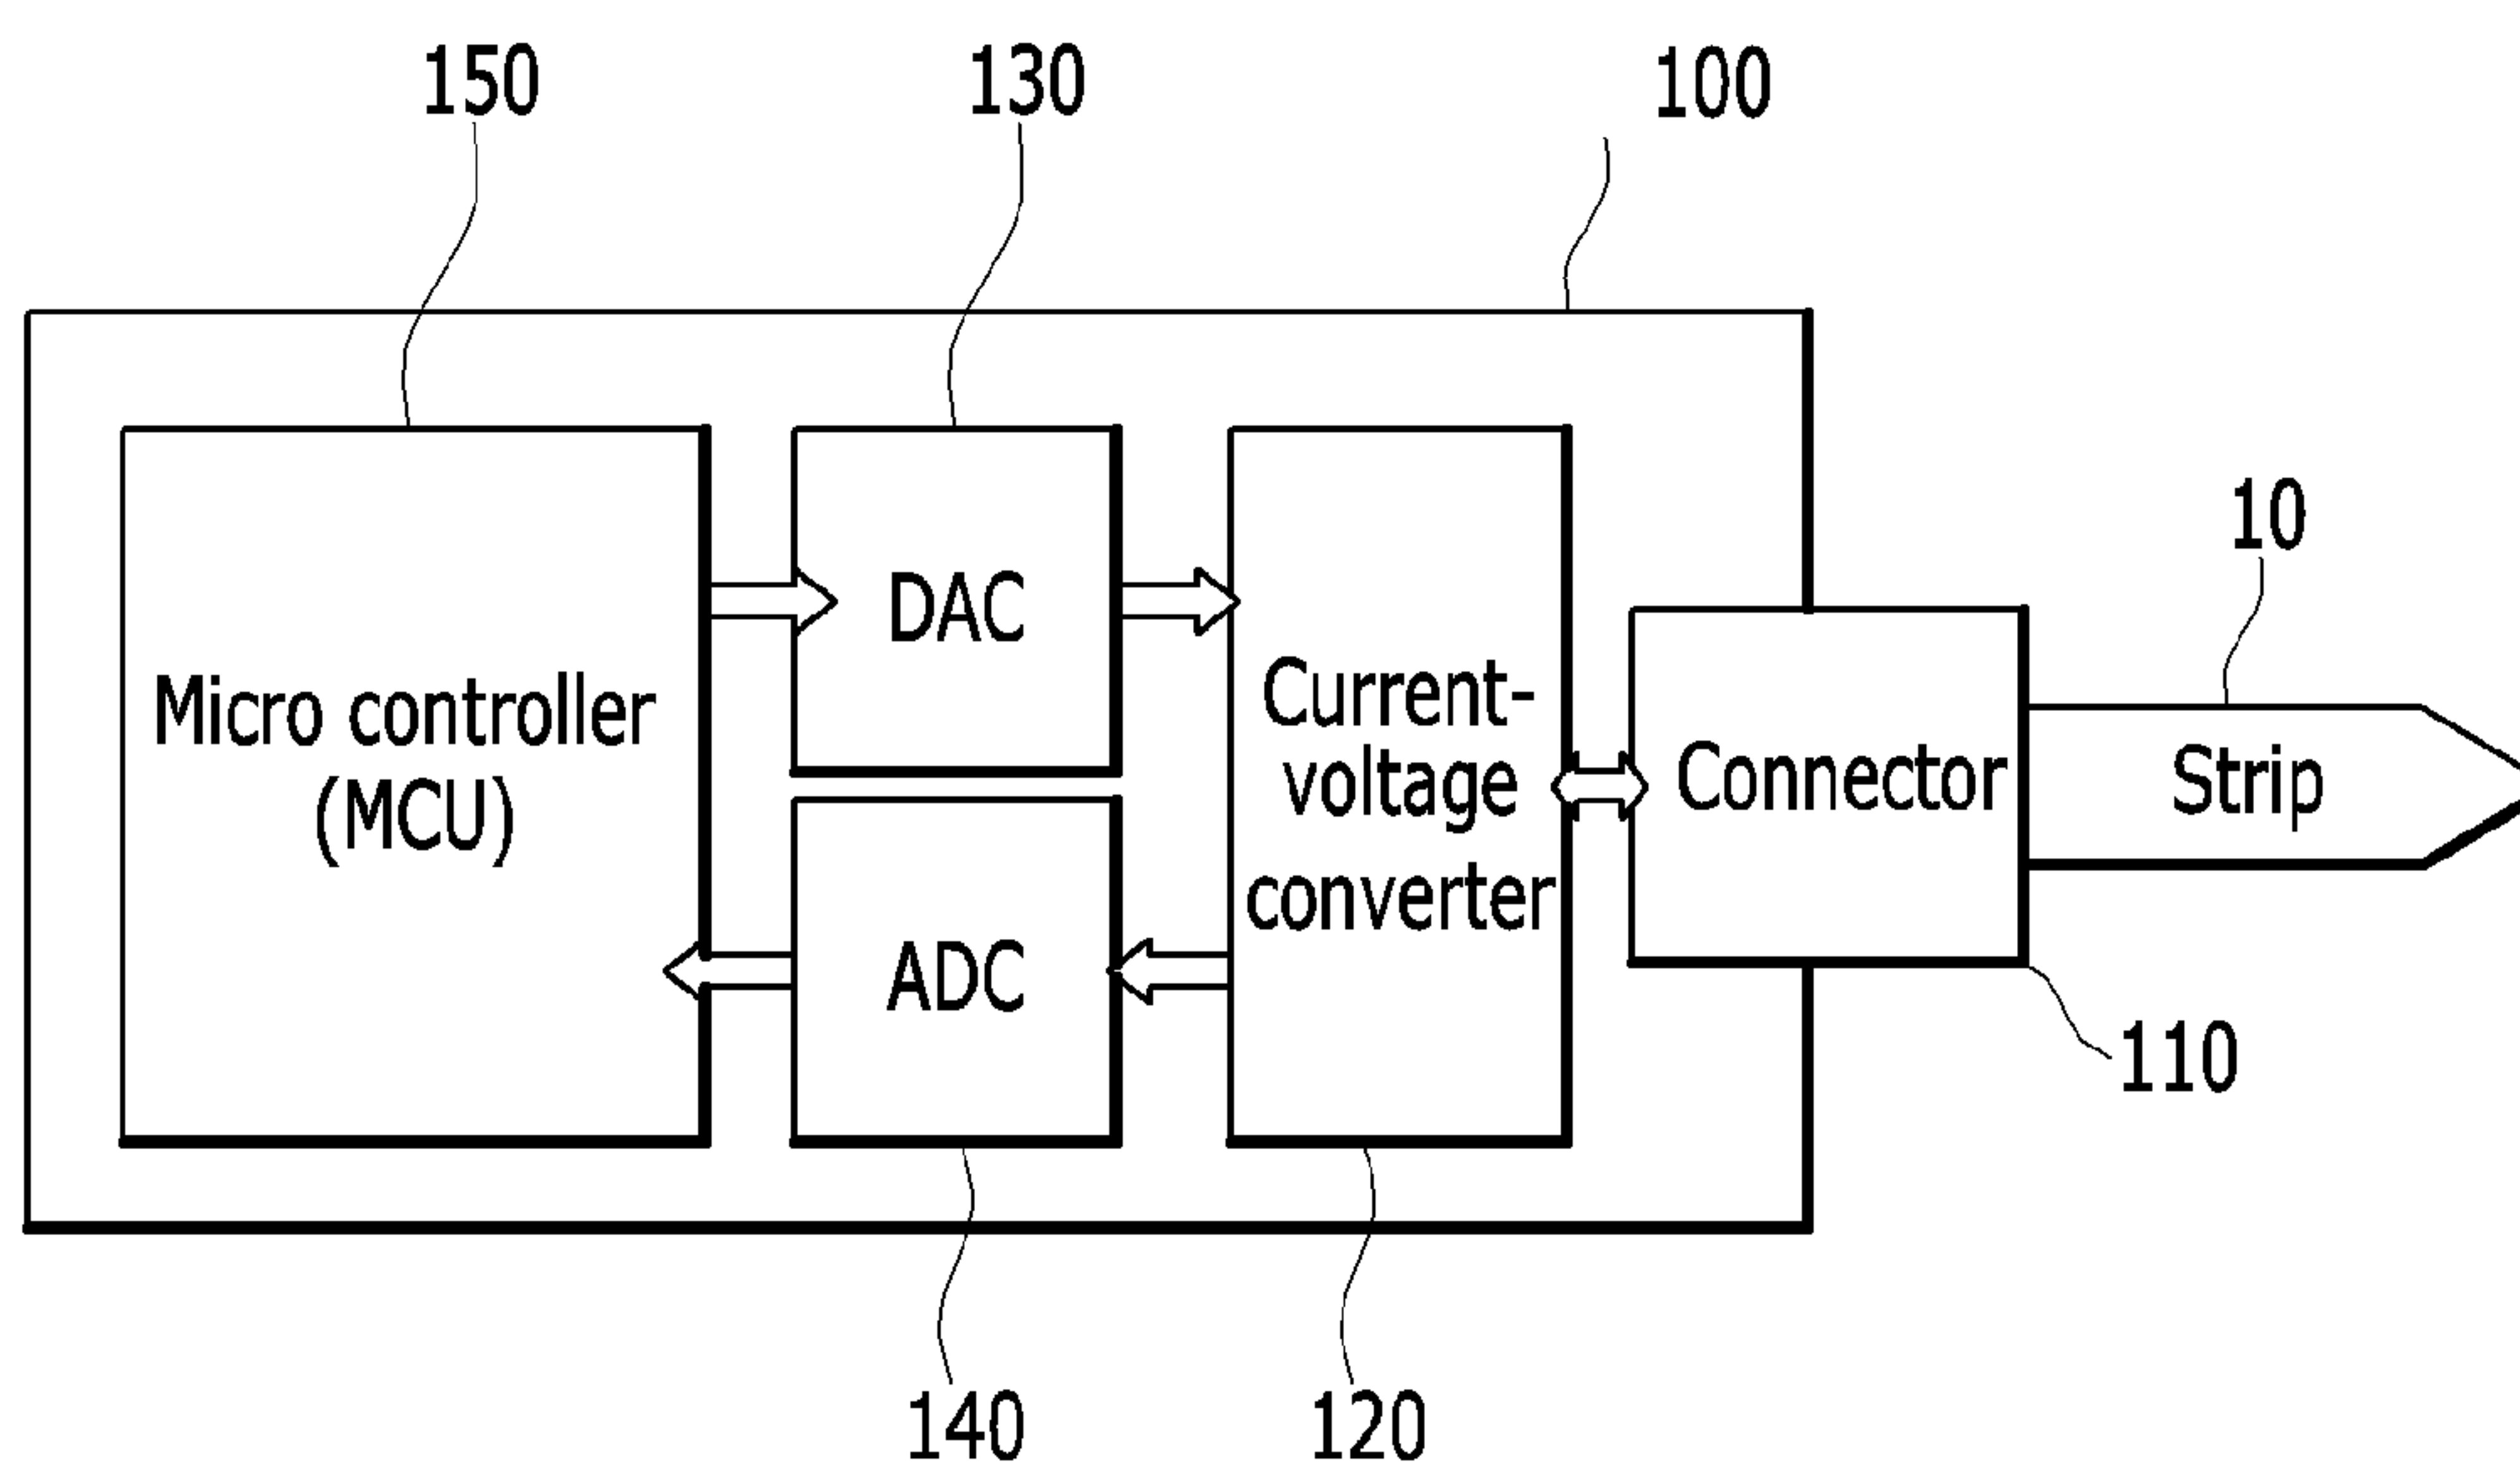 150
130
100
10
DAC
Micro controller
(MCU)
Current-
voltage
converter
Connector
Strip
ADC
110
140
120